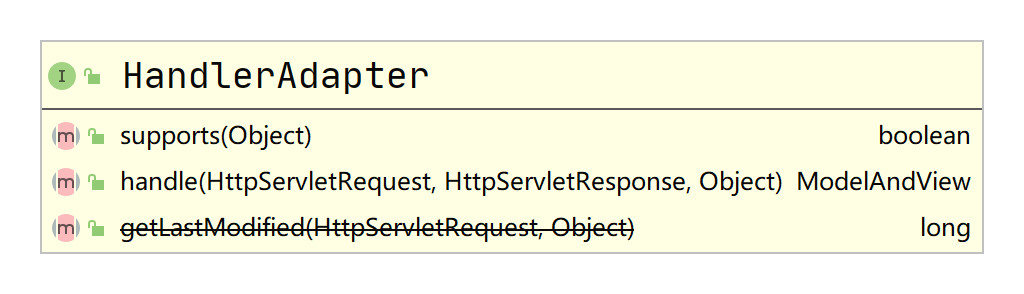 I HandlerAdapter
m supports(Object) boolean
m handle(HttpServletRequest, HttpServletResponse, Object) ModelAndView
m getLastModified(HttpServletRequest, Object) long